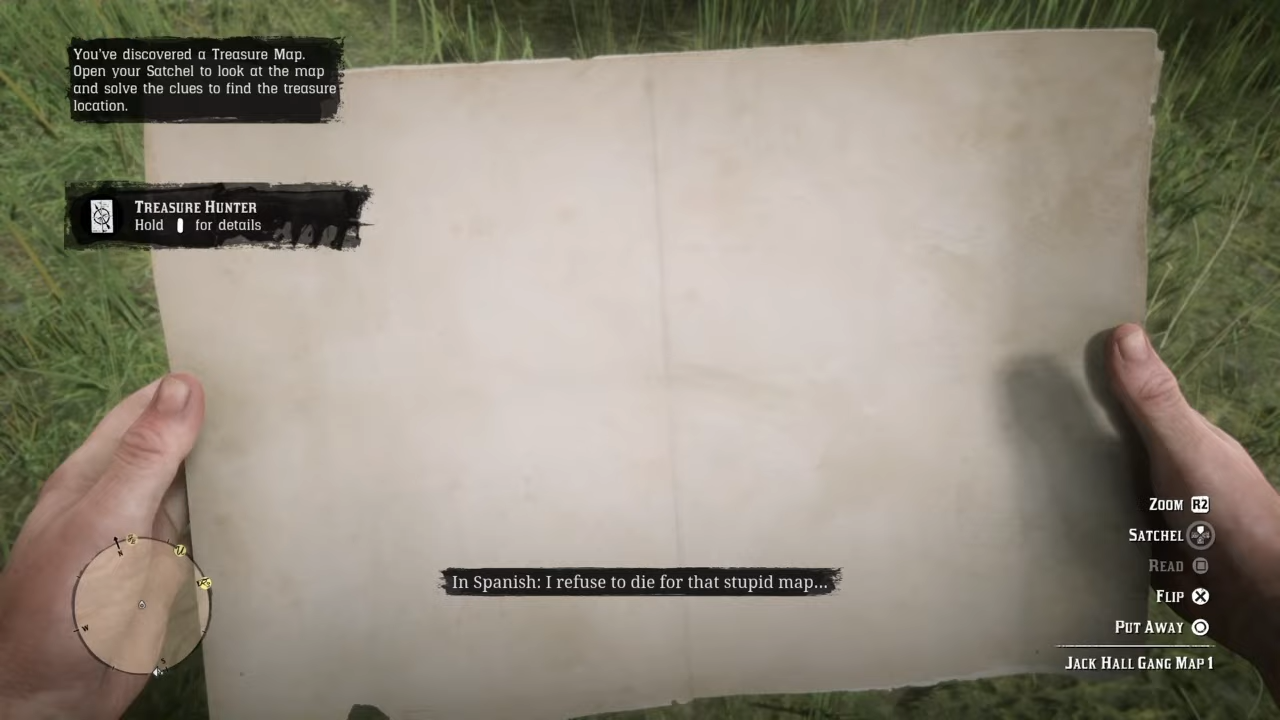 You've discovered a Treasure Map.
Open your Satchel to look at the map
and solve the clues to find the treasure
location.
TREASURE HUNTER
Hold for details
N
W
S
In Spanish: I refuse to die for that stupid map...
ZOOM R2
SATCHEL
READ
FLIP
PUT AWAY
JACK HALL GANG MAP 1